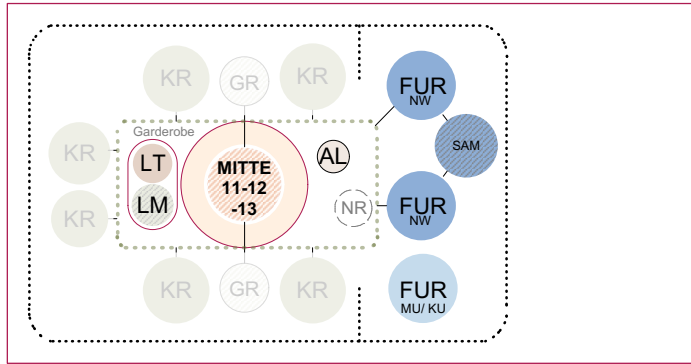 KR
GR
KR
FUR
NW
Garderobe
KR
LT
MITTE
11-12
-13
AL
SAM
KR
LM
NR
FUR
NW
KR
GR
KR
FUR
MU/ KU